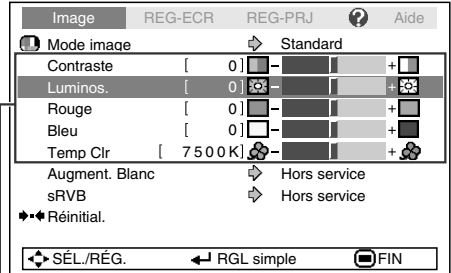 Image REG-ECR REG-PRJ ? Aide
Mode image Standard
Contraste [ 0] - +
Luminos. [ 0] - +
Rouge [ 0] - +
Bleu [ 0] - +
Temp Clr [ 7500K] - +
Augment. Blanc Hors service
sRVB Hors service
Réinitial.
SÉL./RÉG. RGL simple FIN